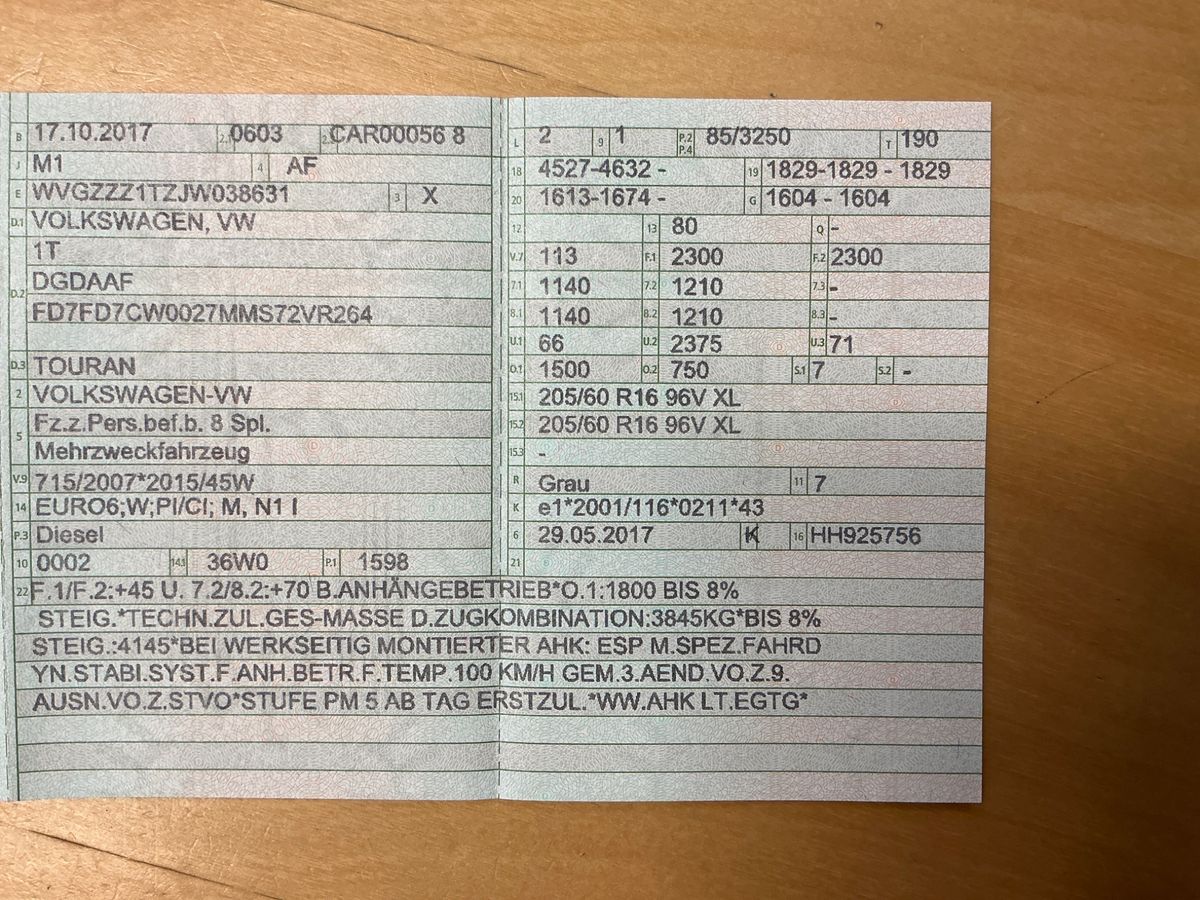 B 17.10.2017 2.1 0603 2.2 CAR00056 8
J M1 4 AF
E WVGZZZ1TZJW038631 3 X
D.1 VOLKSWAGEN, VW
1T
D.2 DGDAAF
FD7FD7CW0027MMS72VR264
D.3 TOURAN
2 VOLKSWAGEN-VW
5 Fz.z.Pers.bef.b. 8 Spl.
Mehrzweckfahrzeug
V.9 715/2007*2015/45W
14 EURO6;W;PI/CI; M, N1 I
P.3 Diesel
10 0002 14.1 36W0 P.1 1598
L 2 9 1 P.2 P.4 85/3250 T 190
18 4527-4632 - 19 1829-1829 - 1829
20 1613-1674 - G 1604 - 1604
12 13 80 Q -
V.7 113 F.1 2300 F.2 2300
7.1 1140 7.2 1210 7.3 -
8.1 1140 8.2 1210 8.3 -
U.1 66 U.2 2375 U.3 71
O.1 1500 O.2 750 S.1 7 S.2 -
15.1 205/60 R16 96V XL
15.2 205/60 R16 96V XL
15.3 -
R Grau 11 7
K e1*2001/116*0211*43
6 29.05.2017 K 16 HH925756
21
22 F.1/F.2:+45 U. 7.2/8.2:+70 B.ANHÄNGEBETRIEB*O.1:1800 BIS 8%
STEIG.*TECHN.ZUL.GES-MASSE D.ZUGKOMBINATION:3845KG*BIS 8%
STEIG.:4145*BEI WERKSEITIG MONTIERTER AHK: ESP M.SPEZ.FAHRD
YN.STABI.SYST.F.ANH.BETR.F.TEMP.100 KM/H GEM.3.AEND.VO.Z.9.
AUSN.VO.Z.STVO*STUFE PM 5 AB TAG ERSTZUL.*WW.AHK LT.EGTG*